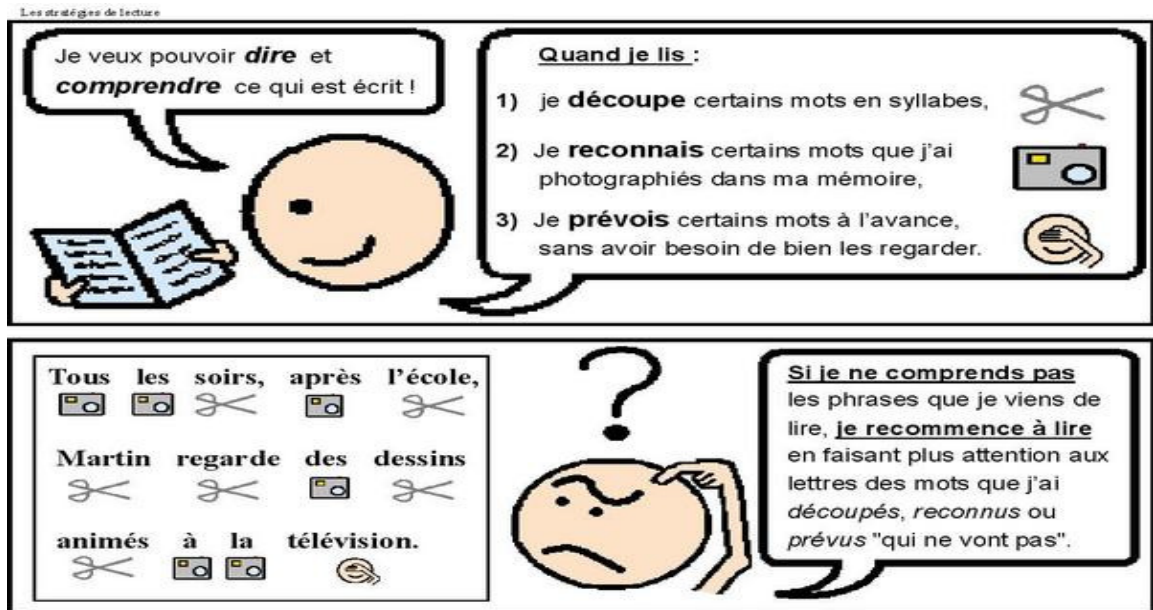 Les stratégies de lecture
Je veux pouvoir dire et
comprendre ce qui est écrit !
Quand je lis :
1) je découpe certains mots en syllabes,
2) Je reconnais certains mots que j'ai
photographiés dans ma mémoire,
3) Je prévois certains mots à l'avance,
sans avoir besoin de bien les regarder.
Tous les soirs, après l'école,
Martin regarde des dessins
animés à la télévision.
?
Si je ne comprends pas
les phrases que je viens de
lire, je recommence à lire
en faisant plus attention aux
lettres des mots que j'ai
découpés, reconnus ou
prévus "qui ne vont pas".